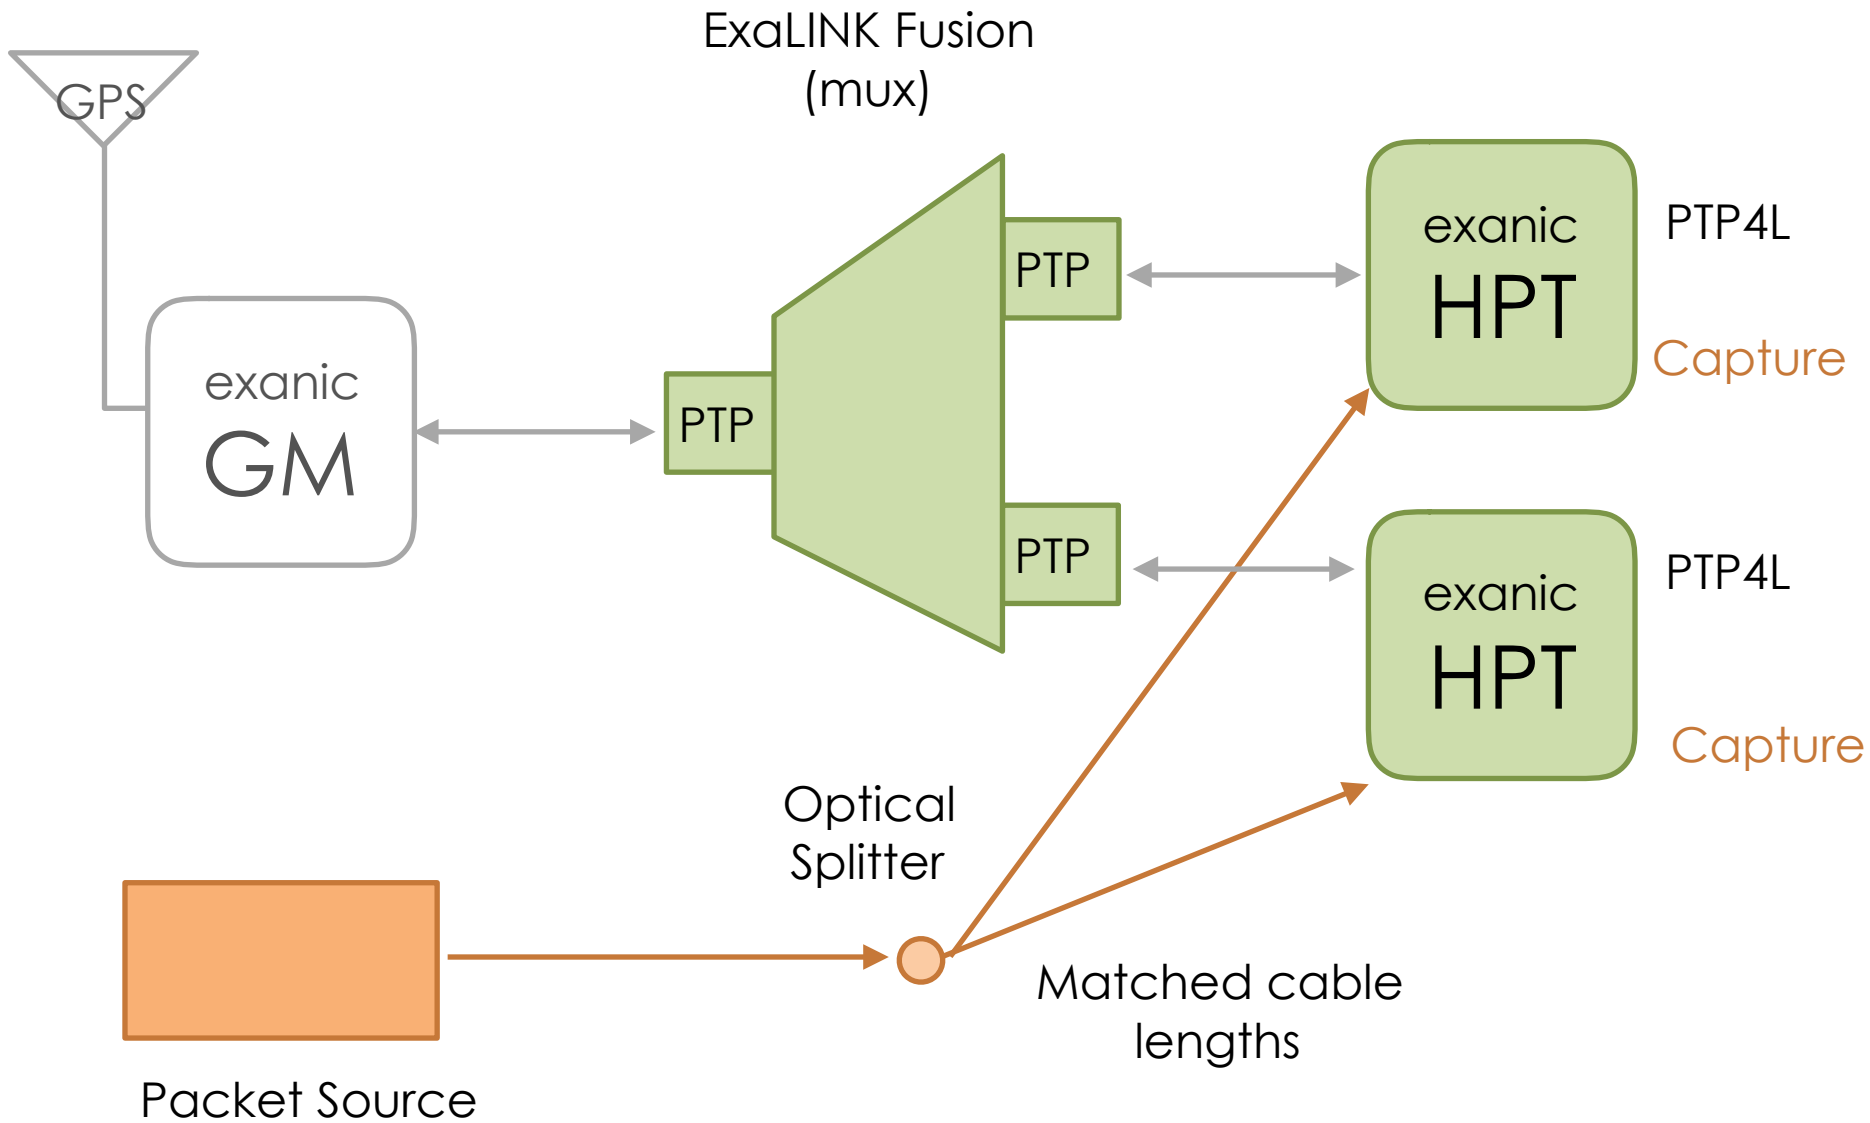 ExaLINK Fusion
(mux)
GPS
exanic
GM
PTP
PTP
PTP
exanic
HPT
PTP4L
Capture
exanic
HPT
PTP4L
Capture
Optical
Splitter
Matched cable
lengths
Packet Source